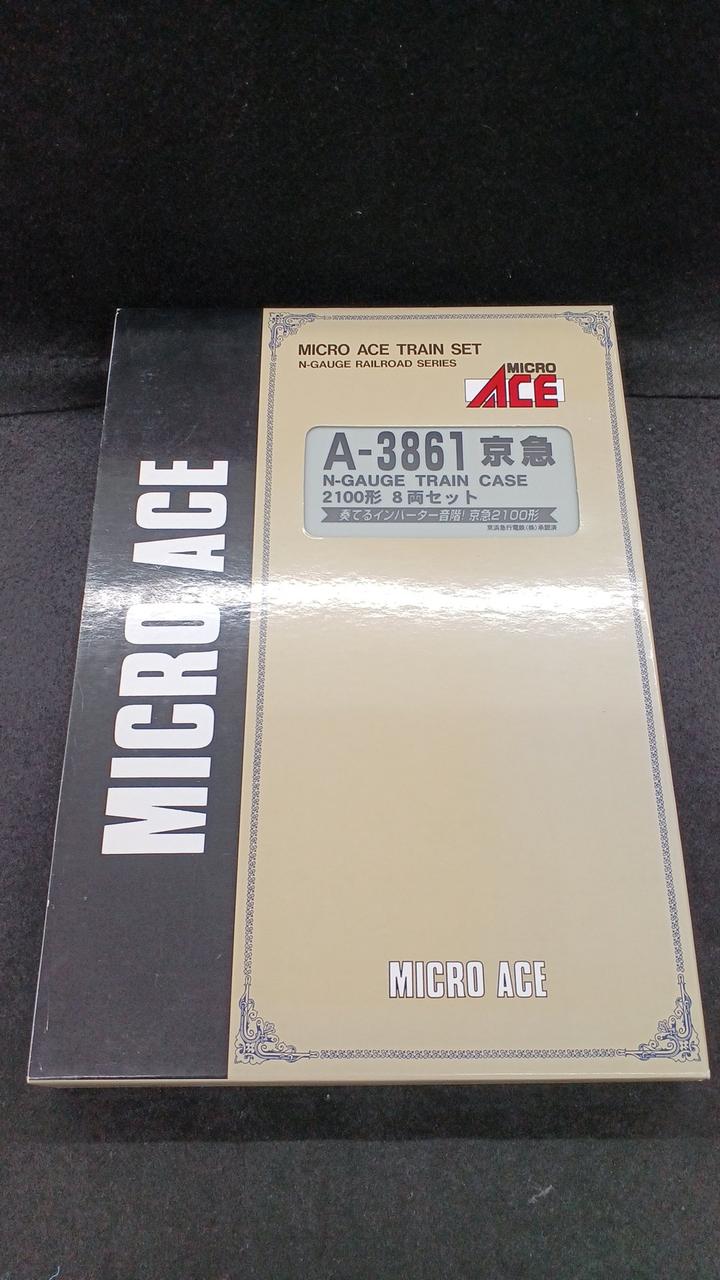 MICRO ACE
MICRO ACE TRAIN SET
N-GAUGE RAILROAD SERIES
MICRO
ACE
A-3861 京急
N-GAUGE TRAIN CASE
2100形 8両セット
奏てるインバーター音階! 京急2100形
京浜急行電鉄(株)承認済
MICRO ACE